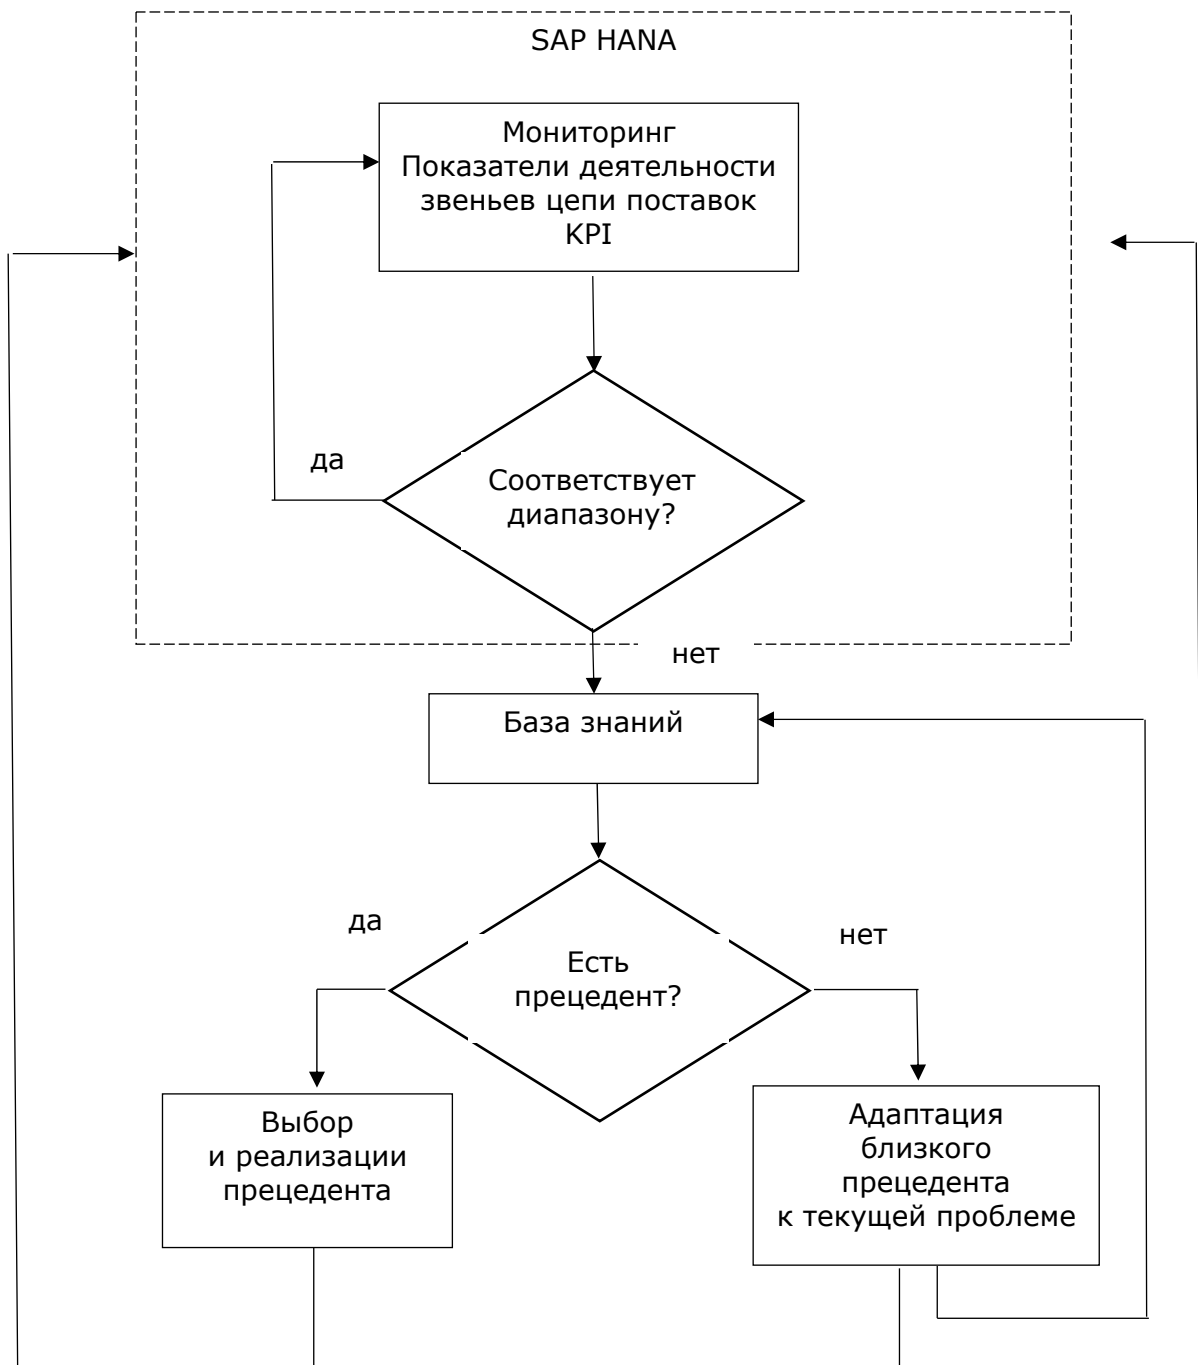 SAP HANA
Мониторинг
Показатели деятельности
звеньев цепи поставок
KPI
да
Соответствует
диапазону?
нет
База знаний
да
нет
Есть
прецедент?
Выбор
и реализации
прецедента
Адаптация
близкого
прецедента
к текущей проблеме